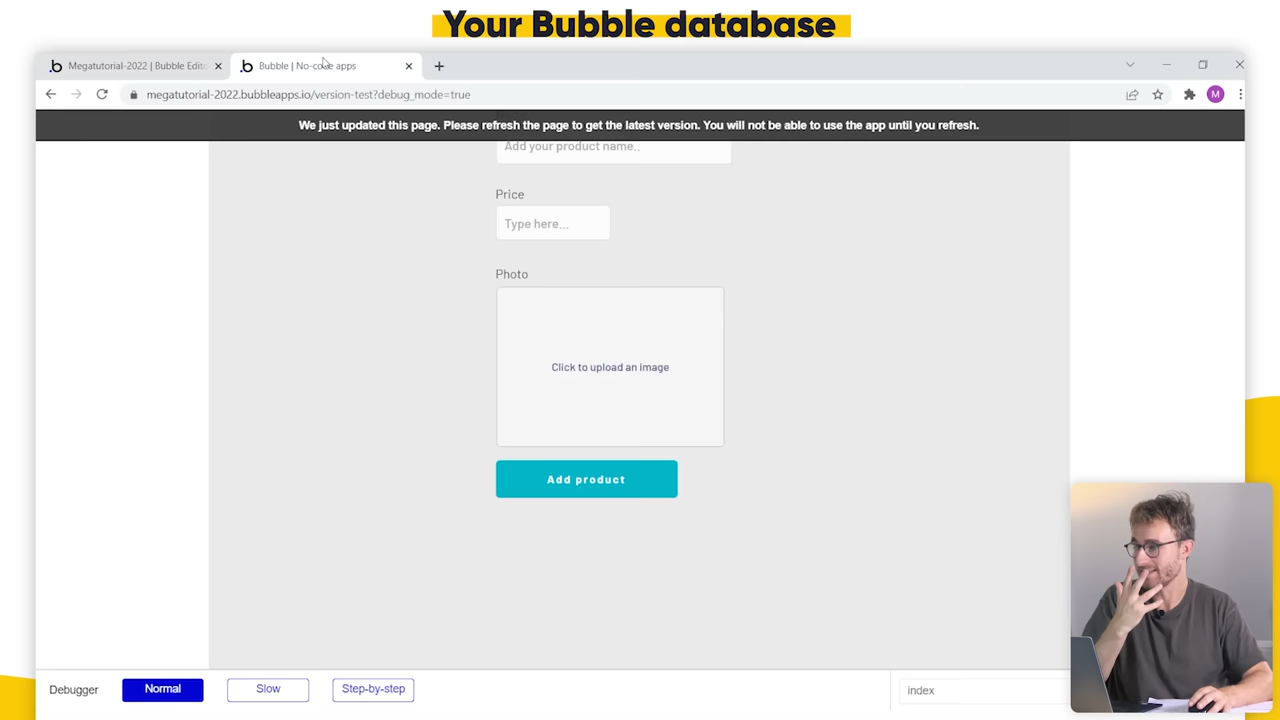 Your Bubble database
Megatutorial-2022 | Bubble Edito
Bubble | No-code apps
megatutorial-2022.bubbleapps.io/version-test?debug_mode=true
M
We just updated this page. Please refresh the page to get the latest version. You will not be able to use the app until you refresh.
Add your product name..
Price
Type here...
Photo
Click to upload an image
Add product
Debugger
Normal
Slow
Step-by-step
index